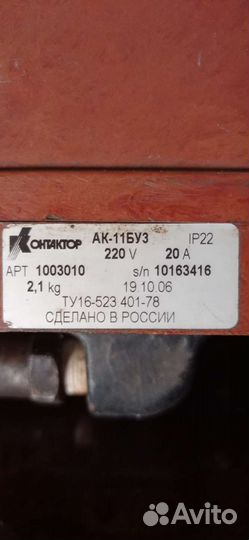 КОНТАКТОР АК-11БУ3 IP22
220 V 20 A
АРТ 1003010 s/n 10163416
2,1 kg 19 10 06
ТУ16-523.401-78
СДЕЛАНО В РОССИИ
Avito